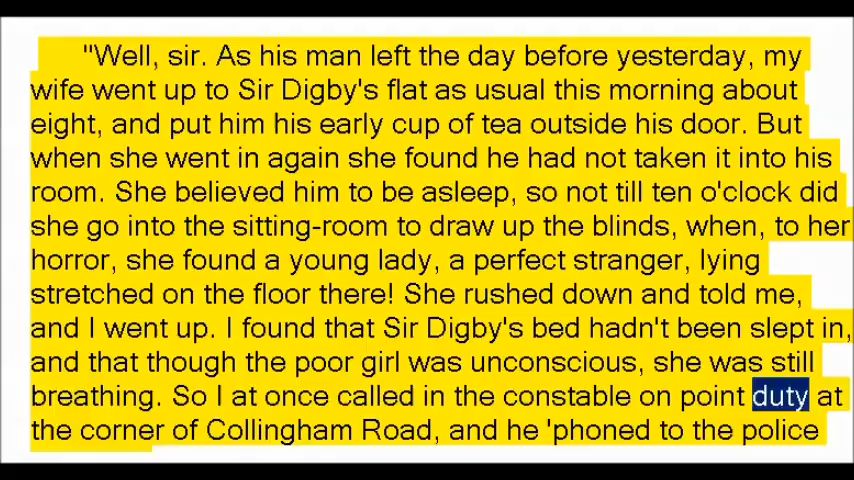 "Well, sir. As his man left the day before yesterday, my
wife went up to Sir Digby's flat as usual this morning about
eight, and put him his early cup of tea outside his door. But
when she went in again she found he had not taken it into his
room. She believed him to be asleep, so not till ten o'clock did
she go into the sitting-room to draw up the blinds, when, to her
horror, she found a young lady, a perfect stranger, lying
stretched on the floor there! She rushed down and told me,
and I went up. I found that Sir Digby's bed hadn't been slept in,
and that though the poor girl was unconscious, she was still
breathing. So I at once called in the constable on point duty at
the corner of Collingham Road, and he 'phoned to the police